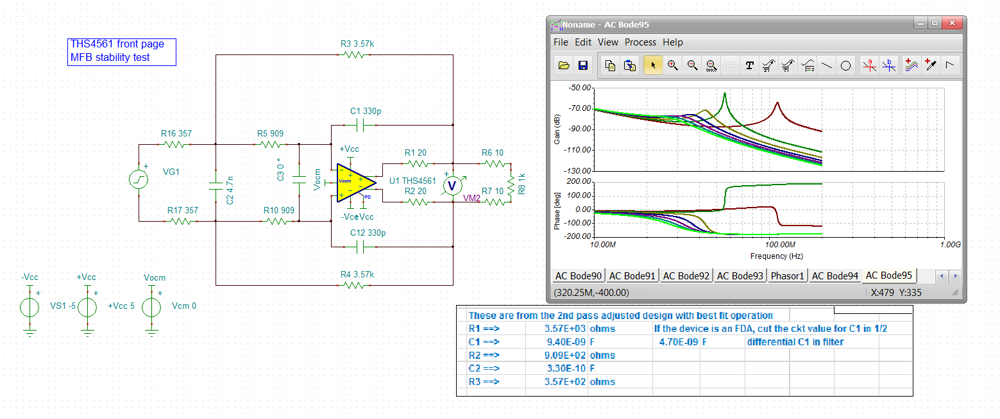 THS4561 front page
MFB stability test
R3 3.57k
C1 330p
R16 357
R5 909
+Vcc
R1 20
R6 10
VG1
C2 4.7n
C3 0 *
Vocm
Vocm
U1 THS4561
R2 20
V
VM2
R8 1k
R7 10
PD
-Vcc
+Vcc
R17 357
R10 909
C12 330p
R4 3.57k
-Vcc
+Vcc
Vocm
VS1 -5
+Vcc 5
Vcm 0
Noname - AC Bode95
File Edit View Process Help
100%
T
a
b
-50.00
-70.00
-90.00
-110.00
-130.00
Gain (dB)
200.00
100.00
0.00
-100.00
-200.00
Phase [deg]
10.00M 100.00M 1.00G
Frequency (Hz)
AC Bode90 AC Bode91 AC Bode92 AC Bode93 Phasor1 AC Bode94 AC Bode95
(320.25M,-400.00) X:479 Y:335
These are from the 2nd pass adjusted design with best fit operation
R1 ==> 3.57E+03 ohms If the device is an FDA, cut the ckt value for C1 in 1/2
C1 ==> 9.40E-09 F 4.70E-09 F differential C1 in filter
R2 ==> 9.09E+02 ohms
C2 ==> 3.30E-10 F
R3 ==> 3.57E+02 ohms